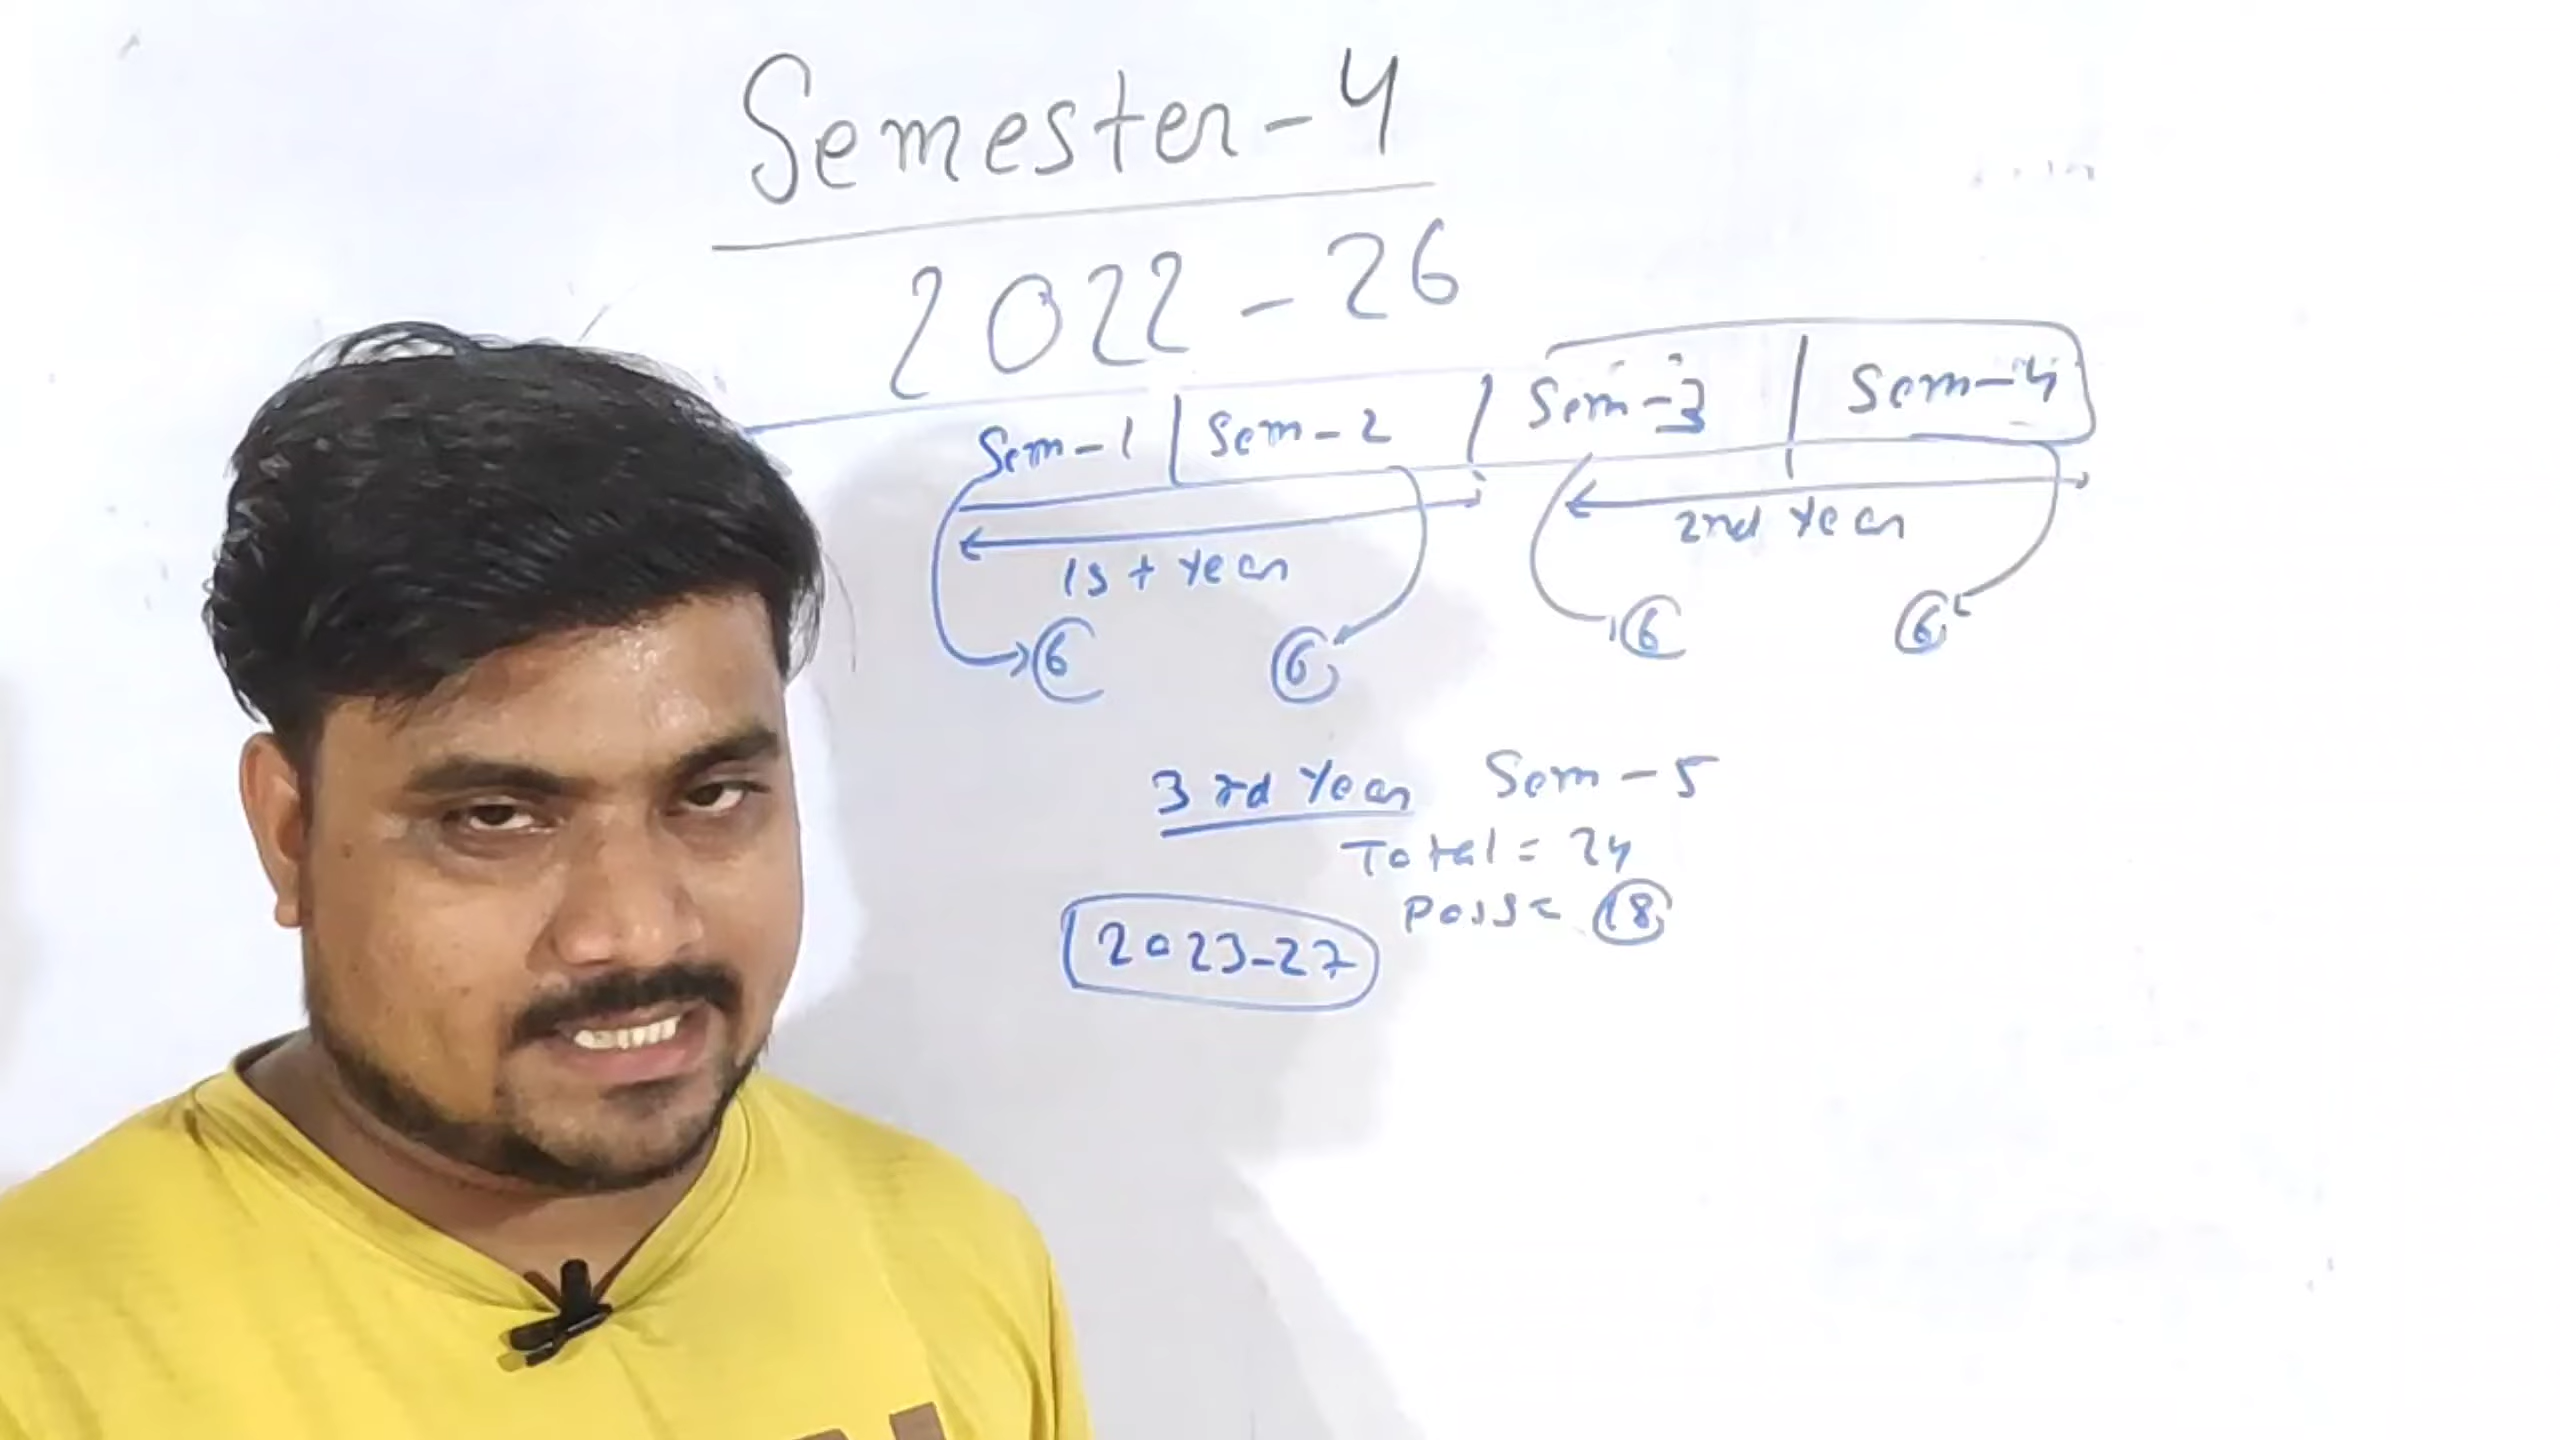 Semester-4
2022-26
Sem-1 | Sem-2 | Sem-3 | Sem-4
1st Year 2nd Year
6 6 6 6
3rd Year Sem-5
Total = 24
Pass = 18
2023-27